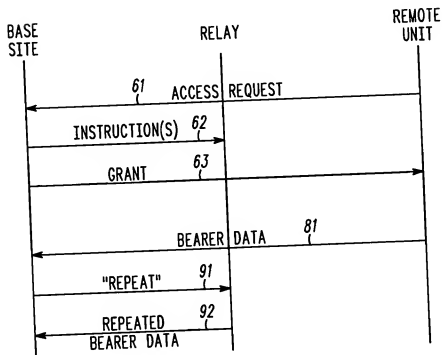 BASE SITE
RELAY
REMOTE UNIT
61
ACCESS REQUEST
INSTRUCTION(S) 62
63
GRANT
81
BEARER DATA
"REPEAT" 91
92
REPEATED
BEARER DATA